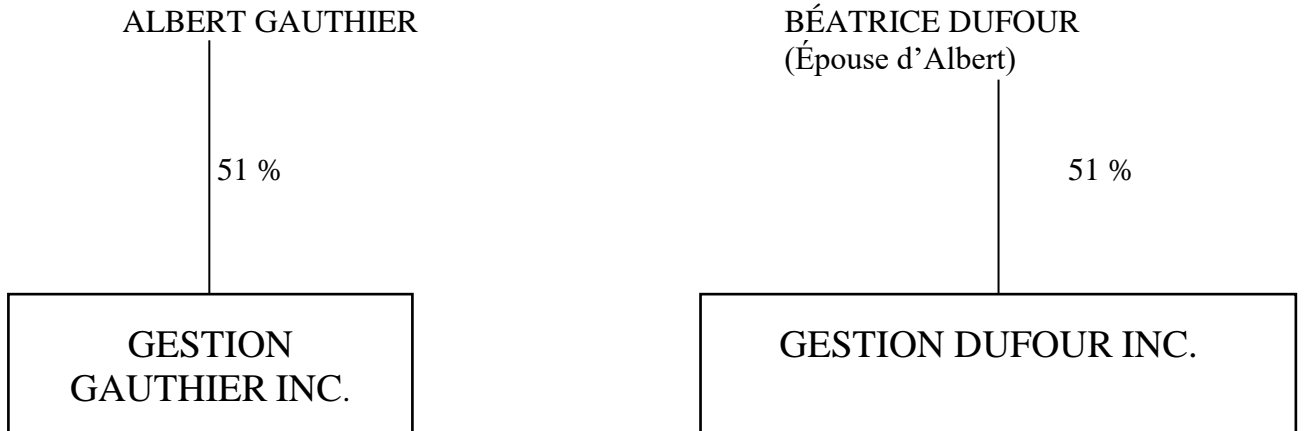 ALBERT GAUTHIER
BÉATRICE DUFOUR
(Épouse d’Albert)
51 %
51 %
GESTION
GAUTHIER INC.
GESTION DUFOUR INC.